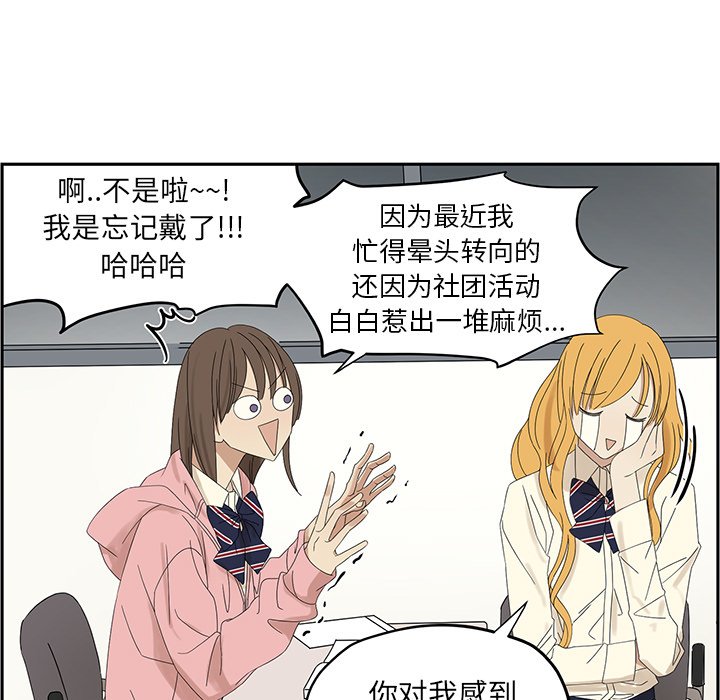 啊..不是啦~~!
我是忘记戴了!!!
哈哈哈
因为最近我
忙得晕头转向的
还因为社团活动
白白惹出一堆麻烦...
你对我感到